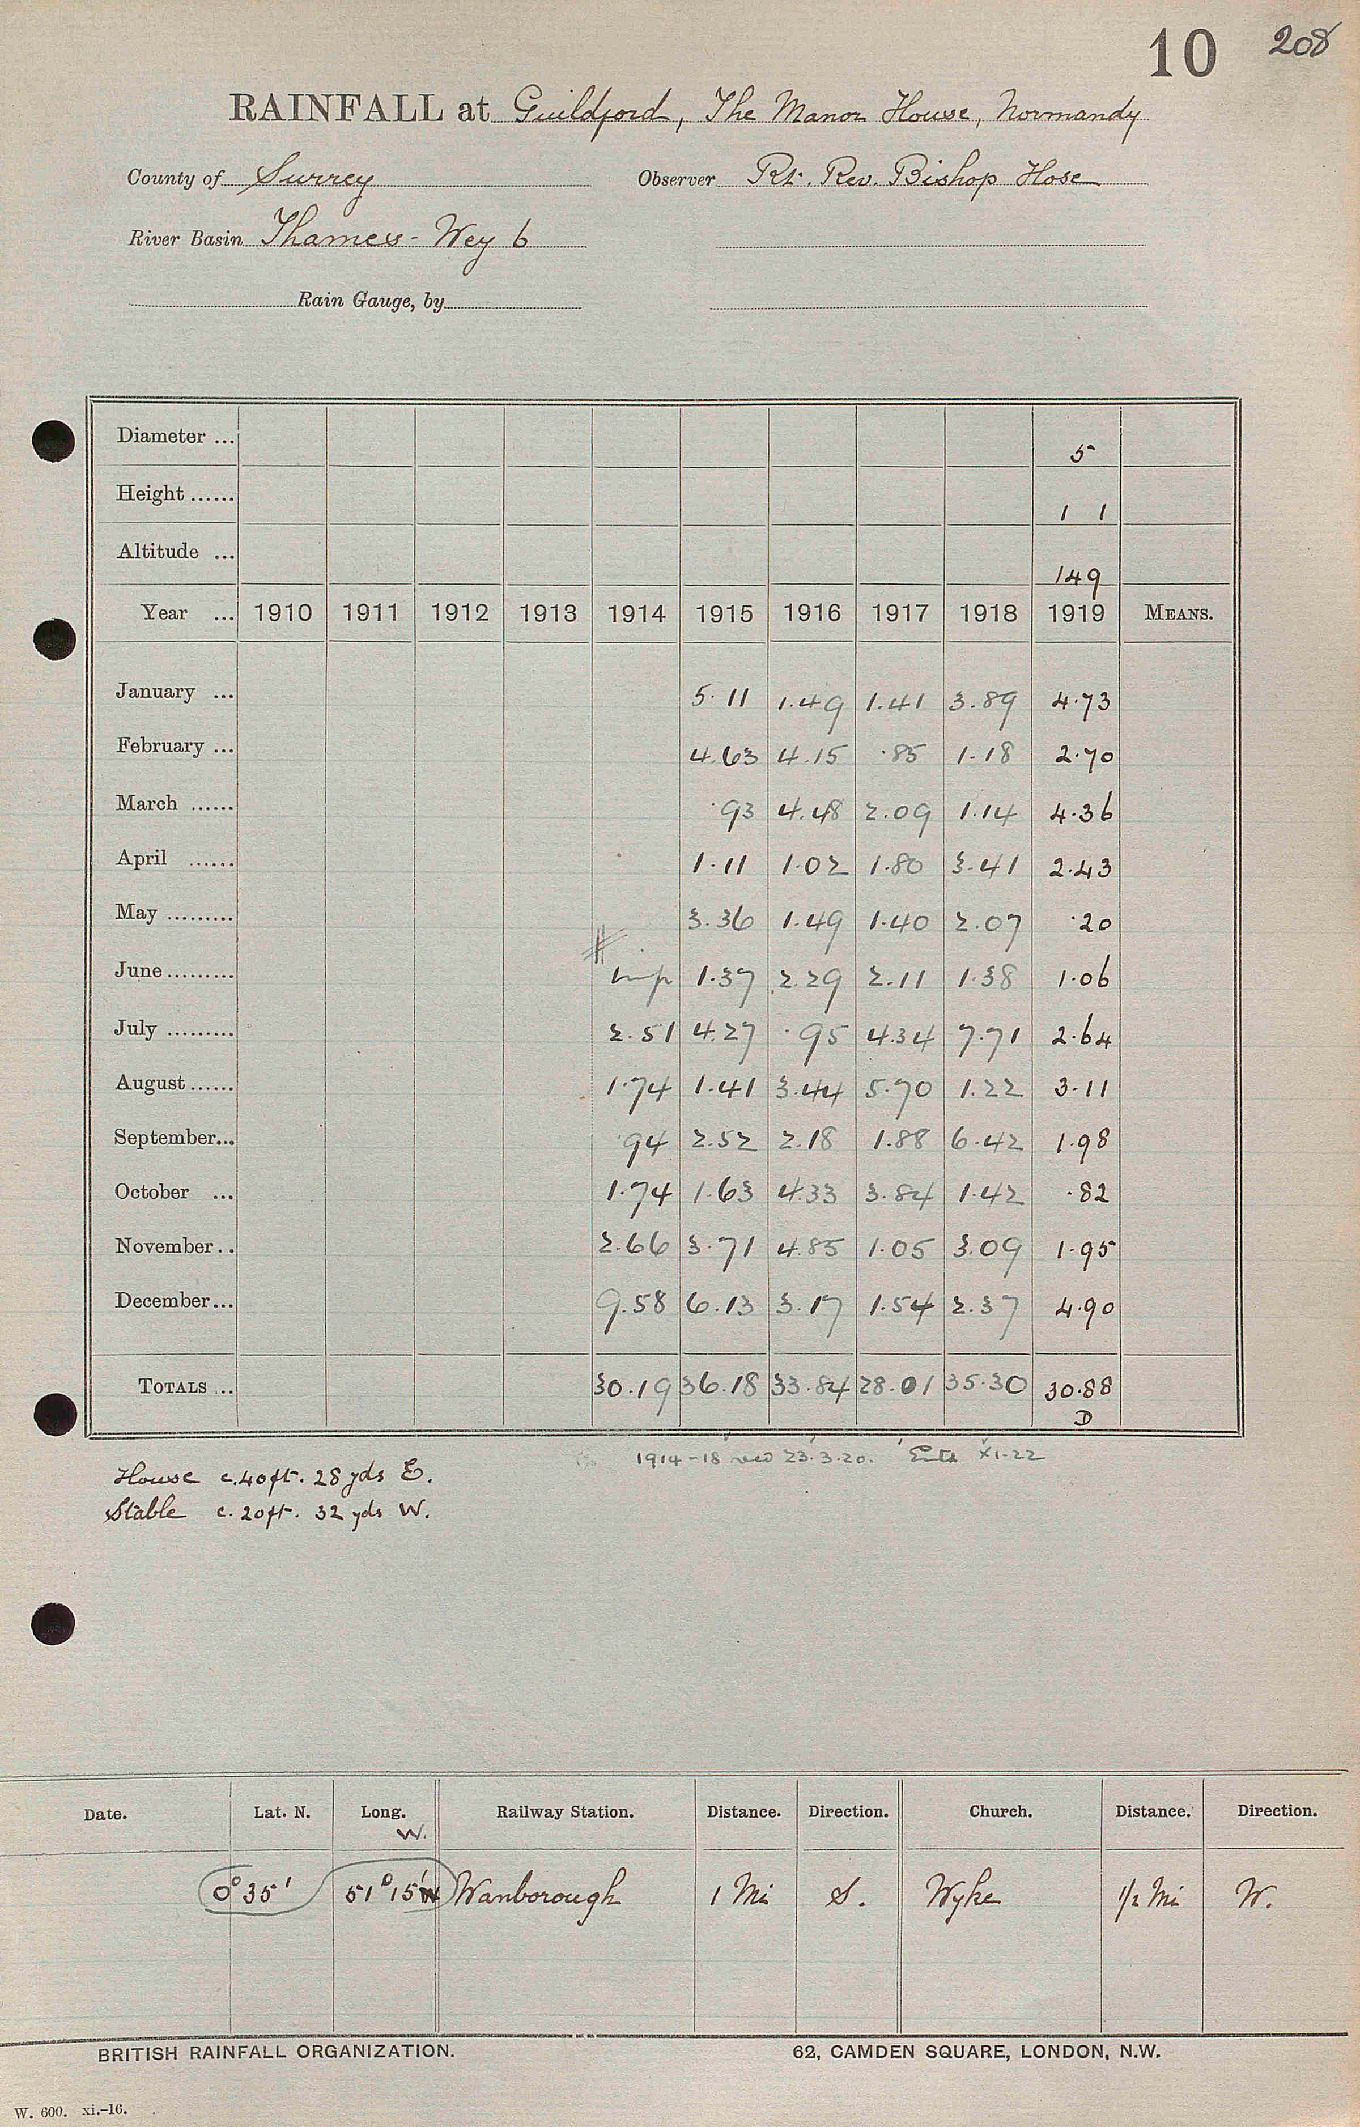 10 208
RAINFALL at Guildford, The Manor House, Normandy
County of Surrey Observer Rt. Rev. Bishop Hose
River Basin Thames - Wey 6
Rain Gauge, by
Diameter ... 5
Height ...... 1 1
Altitude ... 149
Year ... 1910 1911 1912 1913 1914 1915 1916 1917 1918 1919 MEANS.
January ... 5.11 1.49 1.41 3.89 4.73
February ... 4.63 4.15 .85 1.18 2.70
March ...... .93 4.48 2.09 1.14 4.36
April ...... 1.11 1.02 1.80 3.41 2.43
May ......... 3.36 1.49 1.40 2.07 .20
June ......... imp 1.37 2.29 2.11 1.38 1.06
July ......... 2.51 4.27 .95 4.34 7.71 2.64
August ...... 1.74 1.41 3.44 5.70 1.22 3.11
September... .94 2.52 2.18 1.88 6.42 1.98
October ... 1.74 1.63 4.33 3.84 1.42 .82
November.. 2.66 3.71 4.85 1.05 3.09 1.95
December... 9.58 6.13 3.17 1.54 2.37 4.90
TOTALS ... 30.19 36.18 33.84 28.01 35.30 30.88
D
1914-18 recd 23.3.20. XI-22
House c.40ft. 28 yds E.
Stable c. 20ft. 32 yds W.
Date. Lat. N. Long. Railway Station. Distance. Direction. Church. Distance. Direction.
W.
0° 35' 51° 15' W Wanborough 1 Mi S. Wyke 1/2 Mi W.
BRITISH RAINFALL ORGANIZATION. 62, CAMDEN SQUARE, LONDON, N.W.
W. 600. xi.-16.